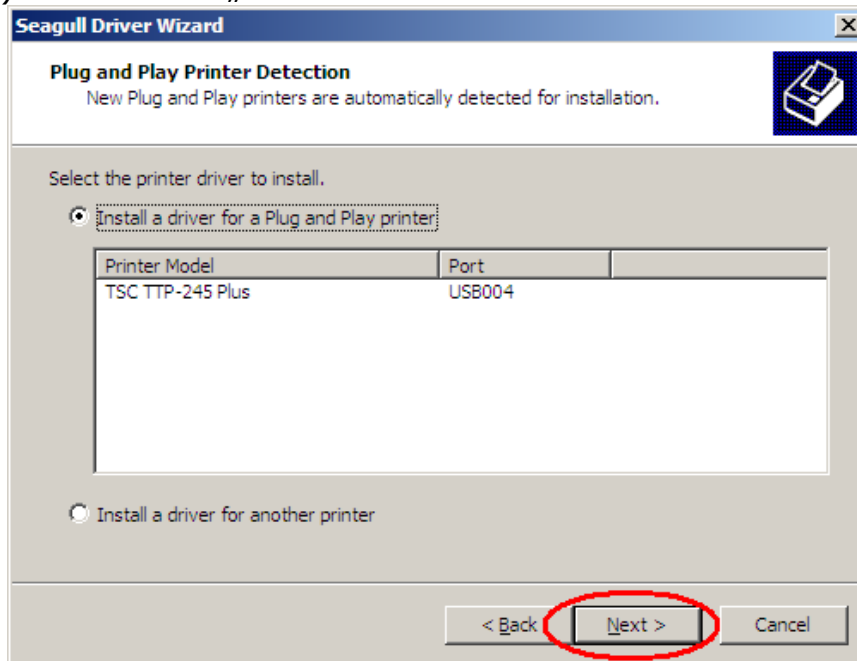 Seagull Driver Wizard
Plug and Play Printer Detection
New Plug and Play printers are automatically detected for installation.
Select the printer driver to install.
Install a driver for a Plug and Play printer
Printer Model Port
TSC TTP-245 Plus USB004
Install a driver for another printer
< Back Next > Cancel